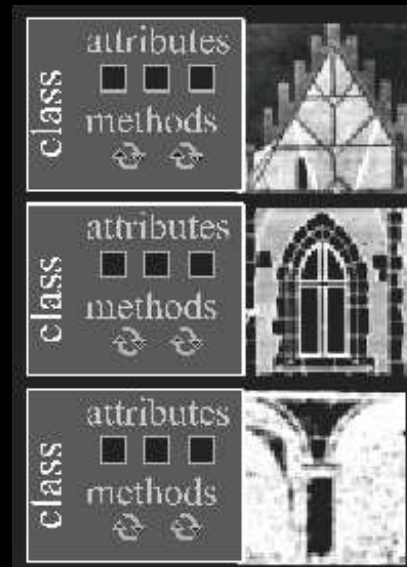 class
attributes
methods
class
attributes
methods
class
attributes
methods